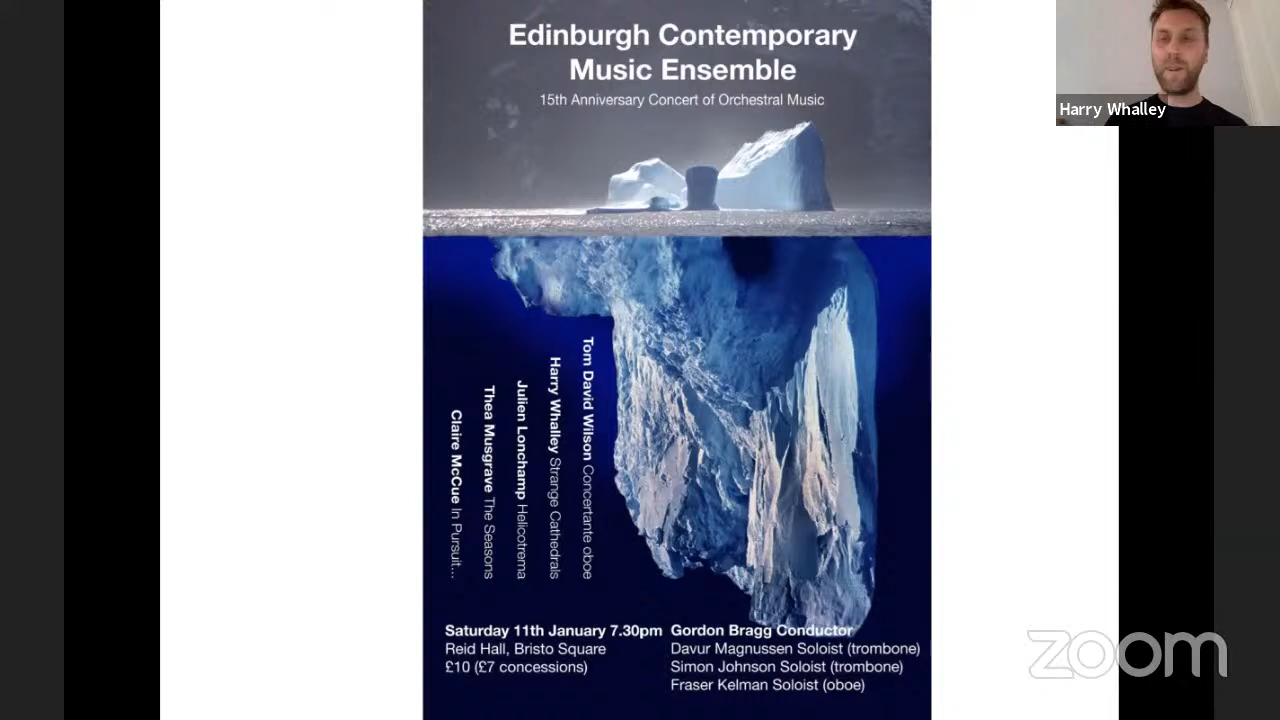 Edinburgh Contemporary
Music Ensemble
15th Anniversary Concert of Orchestral Music
Harry Whalley
Tom David Wilson Concertante oboe
Harry Whalley Strange Cathedrals
Julien Lonchamp Helicotrema
Thea Musgrave The Seasons
Claire McCue In Pursuit...
Saturday 11th January 7.30pm
Reid Hall, Bristo Square
£10 (£7 concessions)
Gordon Bragg Conductor
Davur Magnussen Soloist (trombone)
Simon Johnson Soloist (trombone)
Fraser Kelman Soloist (oboe)
zoom